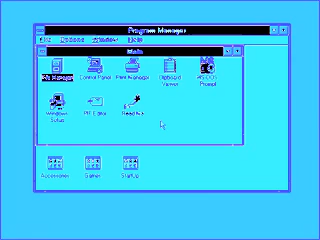 Program Manager
File Options Window Help
Main
File Manager Control Panel Print Manager Clipboard Viewer MS-DOS Prompt
Windows Setup PIF Editor Read Me
Accessories Games StartUp